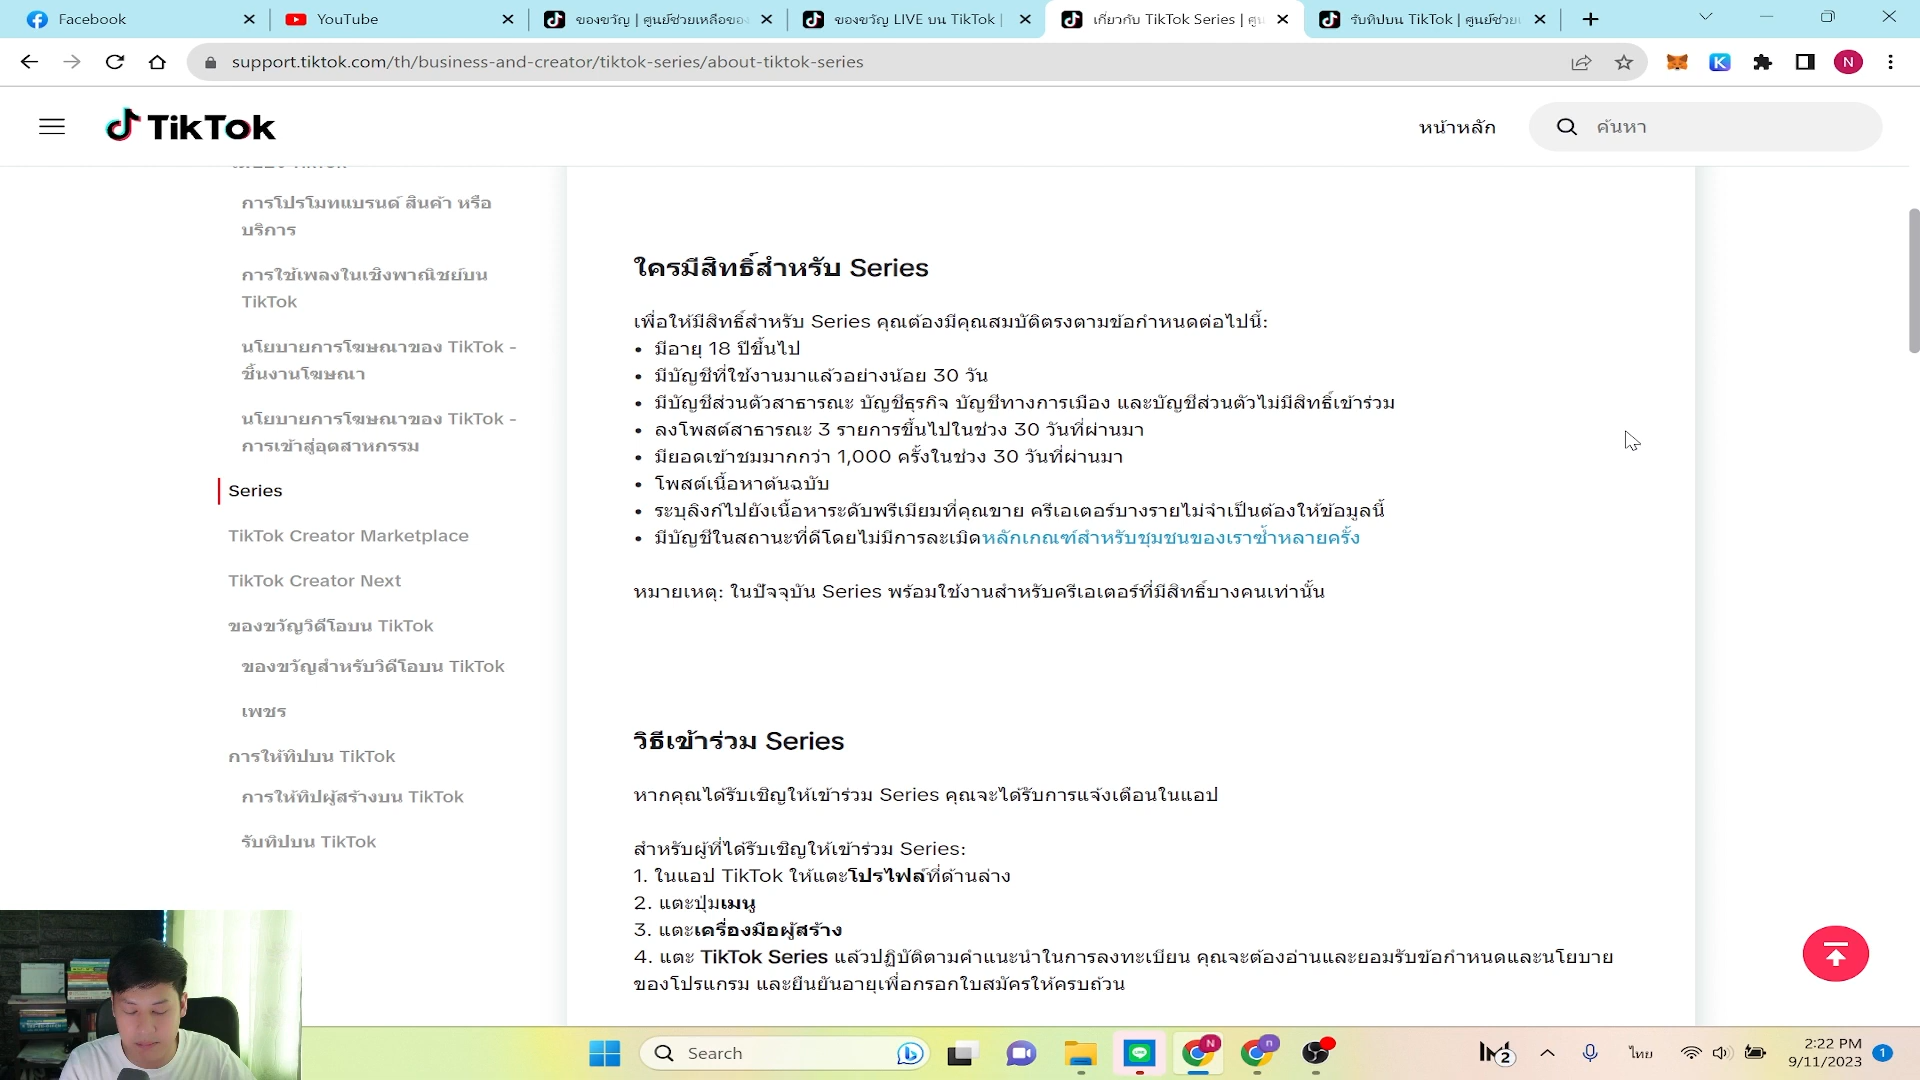 Facebook
YouTube
ของขวัญ | ศูนย์ช่วยเหลือของ
ของขวัญ LIVE บน TikTok |
เกี่ยวกับ TikTok Series | ศูน
รับทิปบน TikTok | ศูนย์ช่วย
support.tiktok.com/th/business-and-creator/tiktok-series/about-tiktok-series
N
TikTok
หน้าหลัก
ค้นหา
การโปรโมทแบรนด์ สินค้า หรือ
บริการ
การใช้เพลงในเชิงพาณิชย์บน
TikTok
นโยบายการโฆษณาของ TikTok -
ชิ้นงานโฆษณา
นโยบายการโฆษณาของ TikTok -
การเข้าสู่อุตสาหกรรม
Series
TikTok Creator Marketplace
TikTok Creator Next
ของขวัญวิดีโอบน TikTok
ของขวัญสำหรับวิดีโอบน TikTok
เพชร
การให้ทิปบน TikTok
การให้ทิปผู้สร้างบน TikTok
รับทิปบน TikTok
ใครมีสิทธิ์สำหรับ Series
เพื่อให้มีสิทธิ์สำหรับ Series คุณต้องมีคุณสมบัติตรงตามข้อกำหนดต่อไปนี้:
• มีอายุ 18 ปีขึ้นไป
• มีบัญชีที่ใช้งานมาแล้วอย่างน้อย 30 วัน
• มีบัญชีส่วนตัวสาธารณะ บัญชีธุรกิจ บัญชีทางการเมือง และบัญชีส่วนตัวไม่มีสิทธิ์เข้าร่วม
• ลงโพสต์สาธารณะ 3 รายการขึ้นไปในช่วง 30 วันที่ผ่านมา
• มียอดเข้าชมมากกว่า 1,000 ครั้งในช่วง 30 วันที่ผ่านมา
• โพสต์เนื้อหาต้นฉบับ
• ระบุลิงก์ไปยังเนื้อหาระดับพรีเมียมที่คุณขาย ครีเอเตอร์บางรายไม่จำเป็นต้องให้ข้อมูลนี้
• มีบัญชีในสถานะที่ดีโดยไม่มีการละเมิดหลักเกณฑ์สำหรับชุมชนของเราซ้ำหลายครั้ง
หมายเหตุ: ในปัจจุบัน Series พร้อมใช้งานสำหรับครีเอเตอร์ที่มีสิทธิ์บางคนเท่านั้น
วิธีเข้าร่วม Series
หากคุณได้รับเชิญให้เข้าร่วม Series คุณจะได้รับการแจ้งเตือนในแอป
สำหรับผู้ที่ได้รับเชิญให้เข้าร่วม Series:
1. ในแอป TikTok ให้แตะโปรไฟล์ที่ด้านล่าง
2. แตะปุ่มเมนู
3. แตะเครื่องมือผู้สร้าง
4. แตะ TikTok Series แล้วปฏิบัติตามคำแนะนำในการลงทะเบียน คุณจะต้องอ่านและยอมรับข้อกำหนดและนโยบาย
ของโปรแกรม และยืนยันอายุเพื่อกรอกใบสมัครให้ครบถ้วน
Search
N
n
2
ไทย
2:22 PM
9/11/2023
1